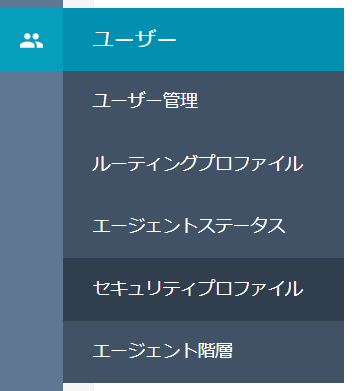 ユーザー
ユーザー管理
ルーティングプロファイル
エージェントステータス
セキュリティプロファイル
エージェント階層